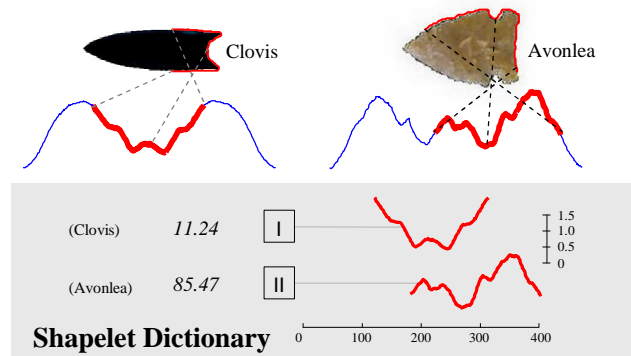 Clovis
Avonlea
(Clovis) 11.24 I
1.5
1.0
0.5
0
(Avonlea) 85.47 II
Shapelet Dictionary
0 100 200 300 400